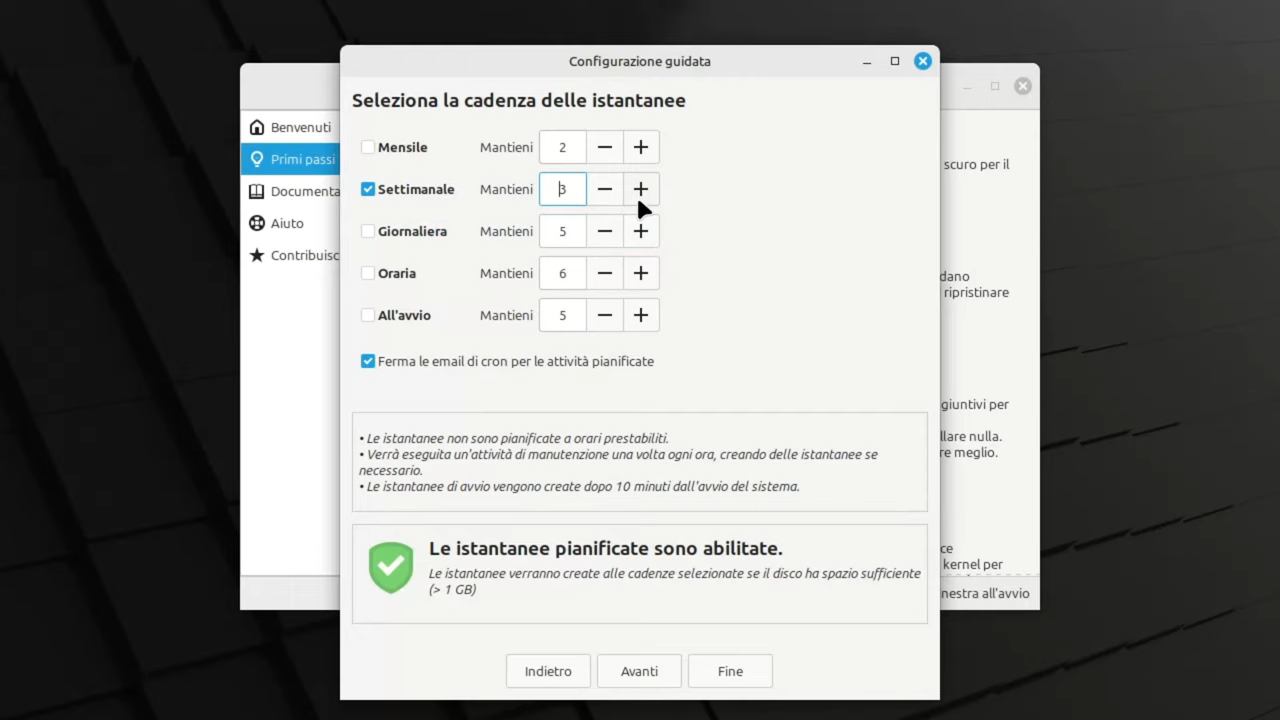 Configurazione guidata
Seleziona la cadenza delle istantanee
Mensile Mantieni 2
Settimanale Mantieni 3
Giornaliera Mantieni 5
Oraria Mantieni 6
All'avvio Mantieni 5
Ferma le email di cron per le attività pianificate
• Le istantanee non sono pianificate a orari prestabiliti.
• Verrà eseguita un'attività di manutenzione una volta ogni ora, creando delle istantanee se
necessario.
• Le istantanee di avvio vengono create dopo 10 minuti dall'avvio del sistema.
Le istantanee pianificate sono abilitate.
Le istantanee verranno create alle cadenze selezionate se il disco ha spazio sufficiente
(> 1 GB)
Indietro Avanti Fine
Benvenuti
Primi passi
Documenta
Aiuto
Contribuisc
scuro per il
dano
ripristinare
giuntivi per
llare nulla.
re meglio.
ce
kernel per
nestra all'avvio